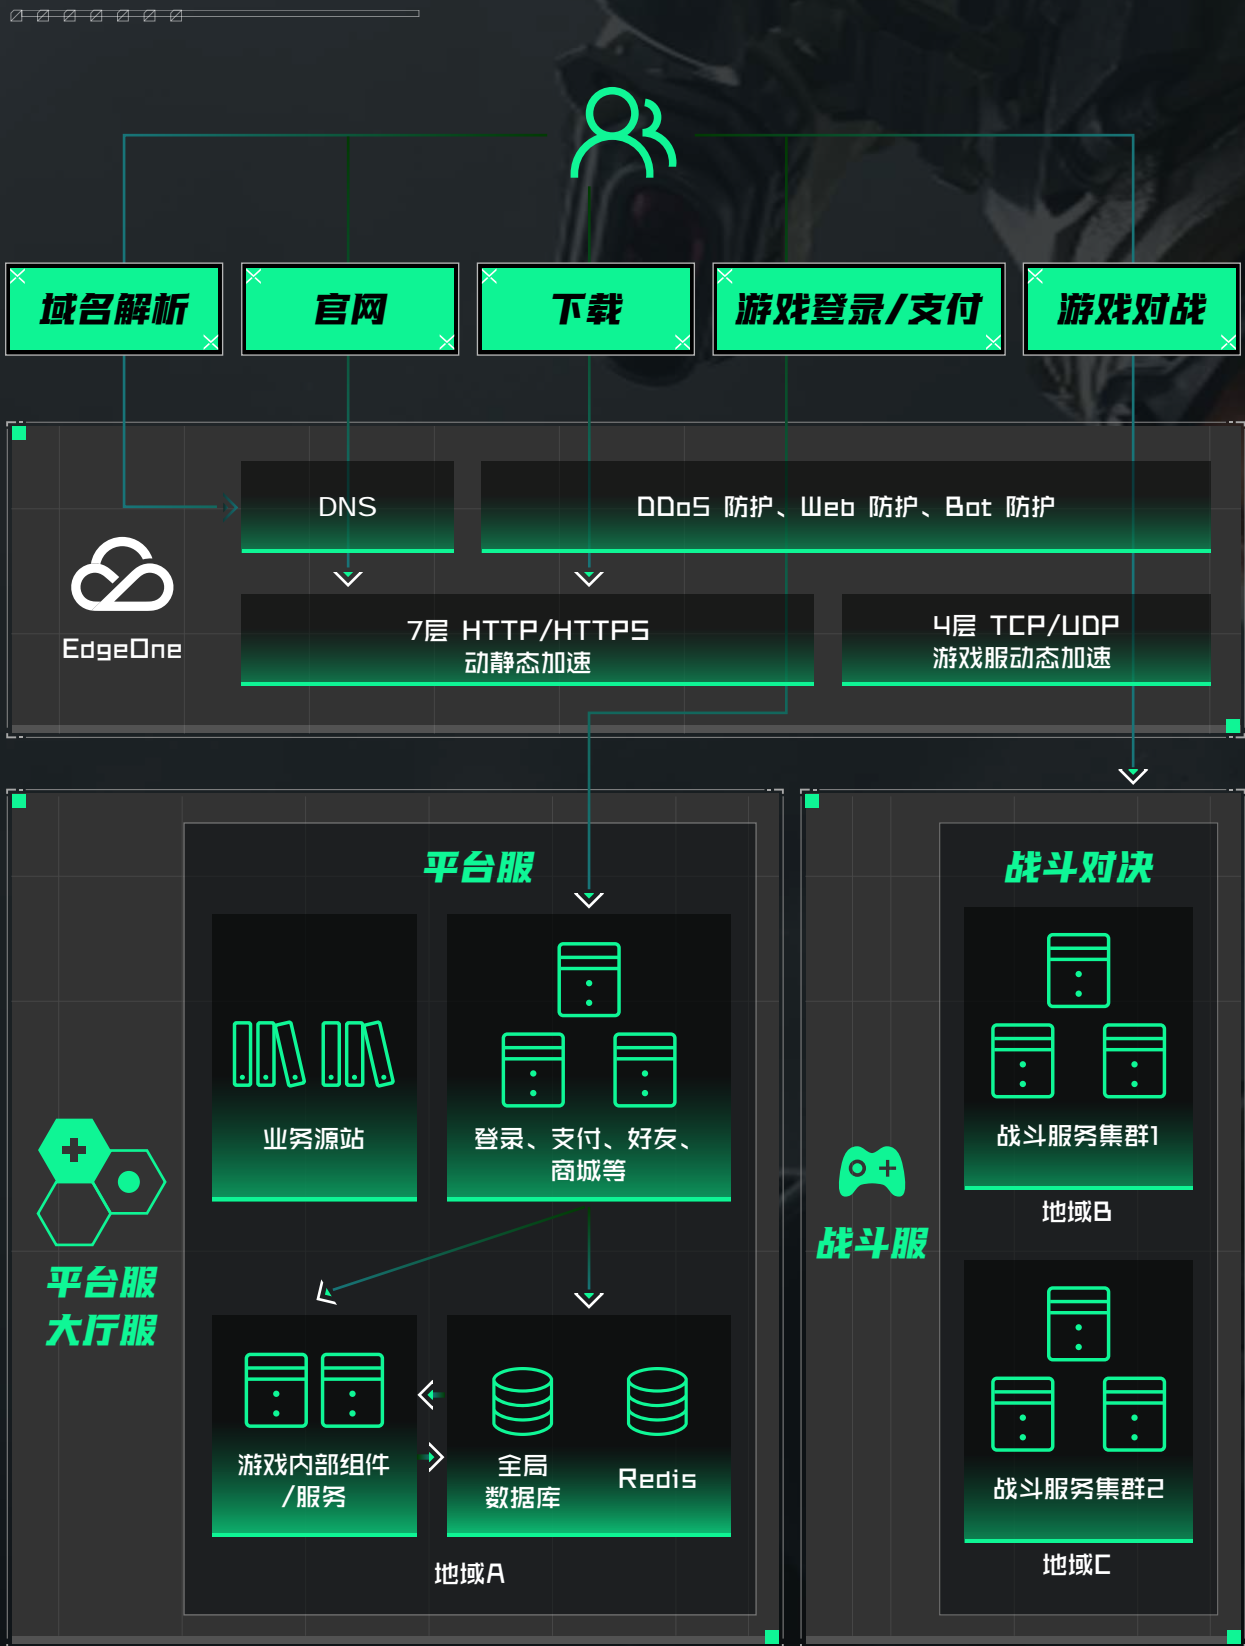 域名解析
官网
下载
游戏登录/支付
游戏对战
DNS
DDoS 防护、Web 防护、Bot 防护
EdgeOne
7层 HTTP/HTTPS
动静态加速
4层 TCP/UDP
游戏服动态加速
平台服
大厅服
平台服
业务源站
登录、支付、好友、
商城等
游戏内部组件
/服务
全局
数据库
Redis
地域A
战斗服
战斗对决
战斗服务集群1
地域B
战斗服务集群2
地域C